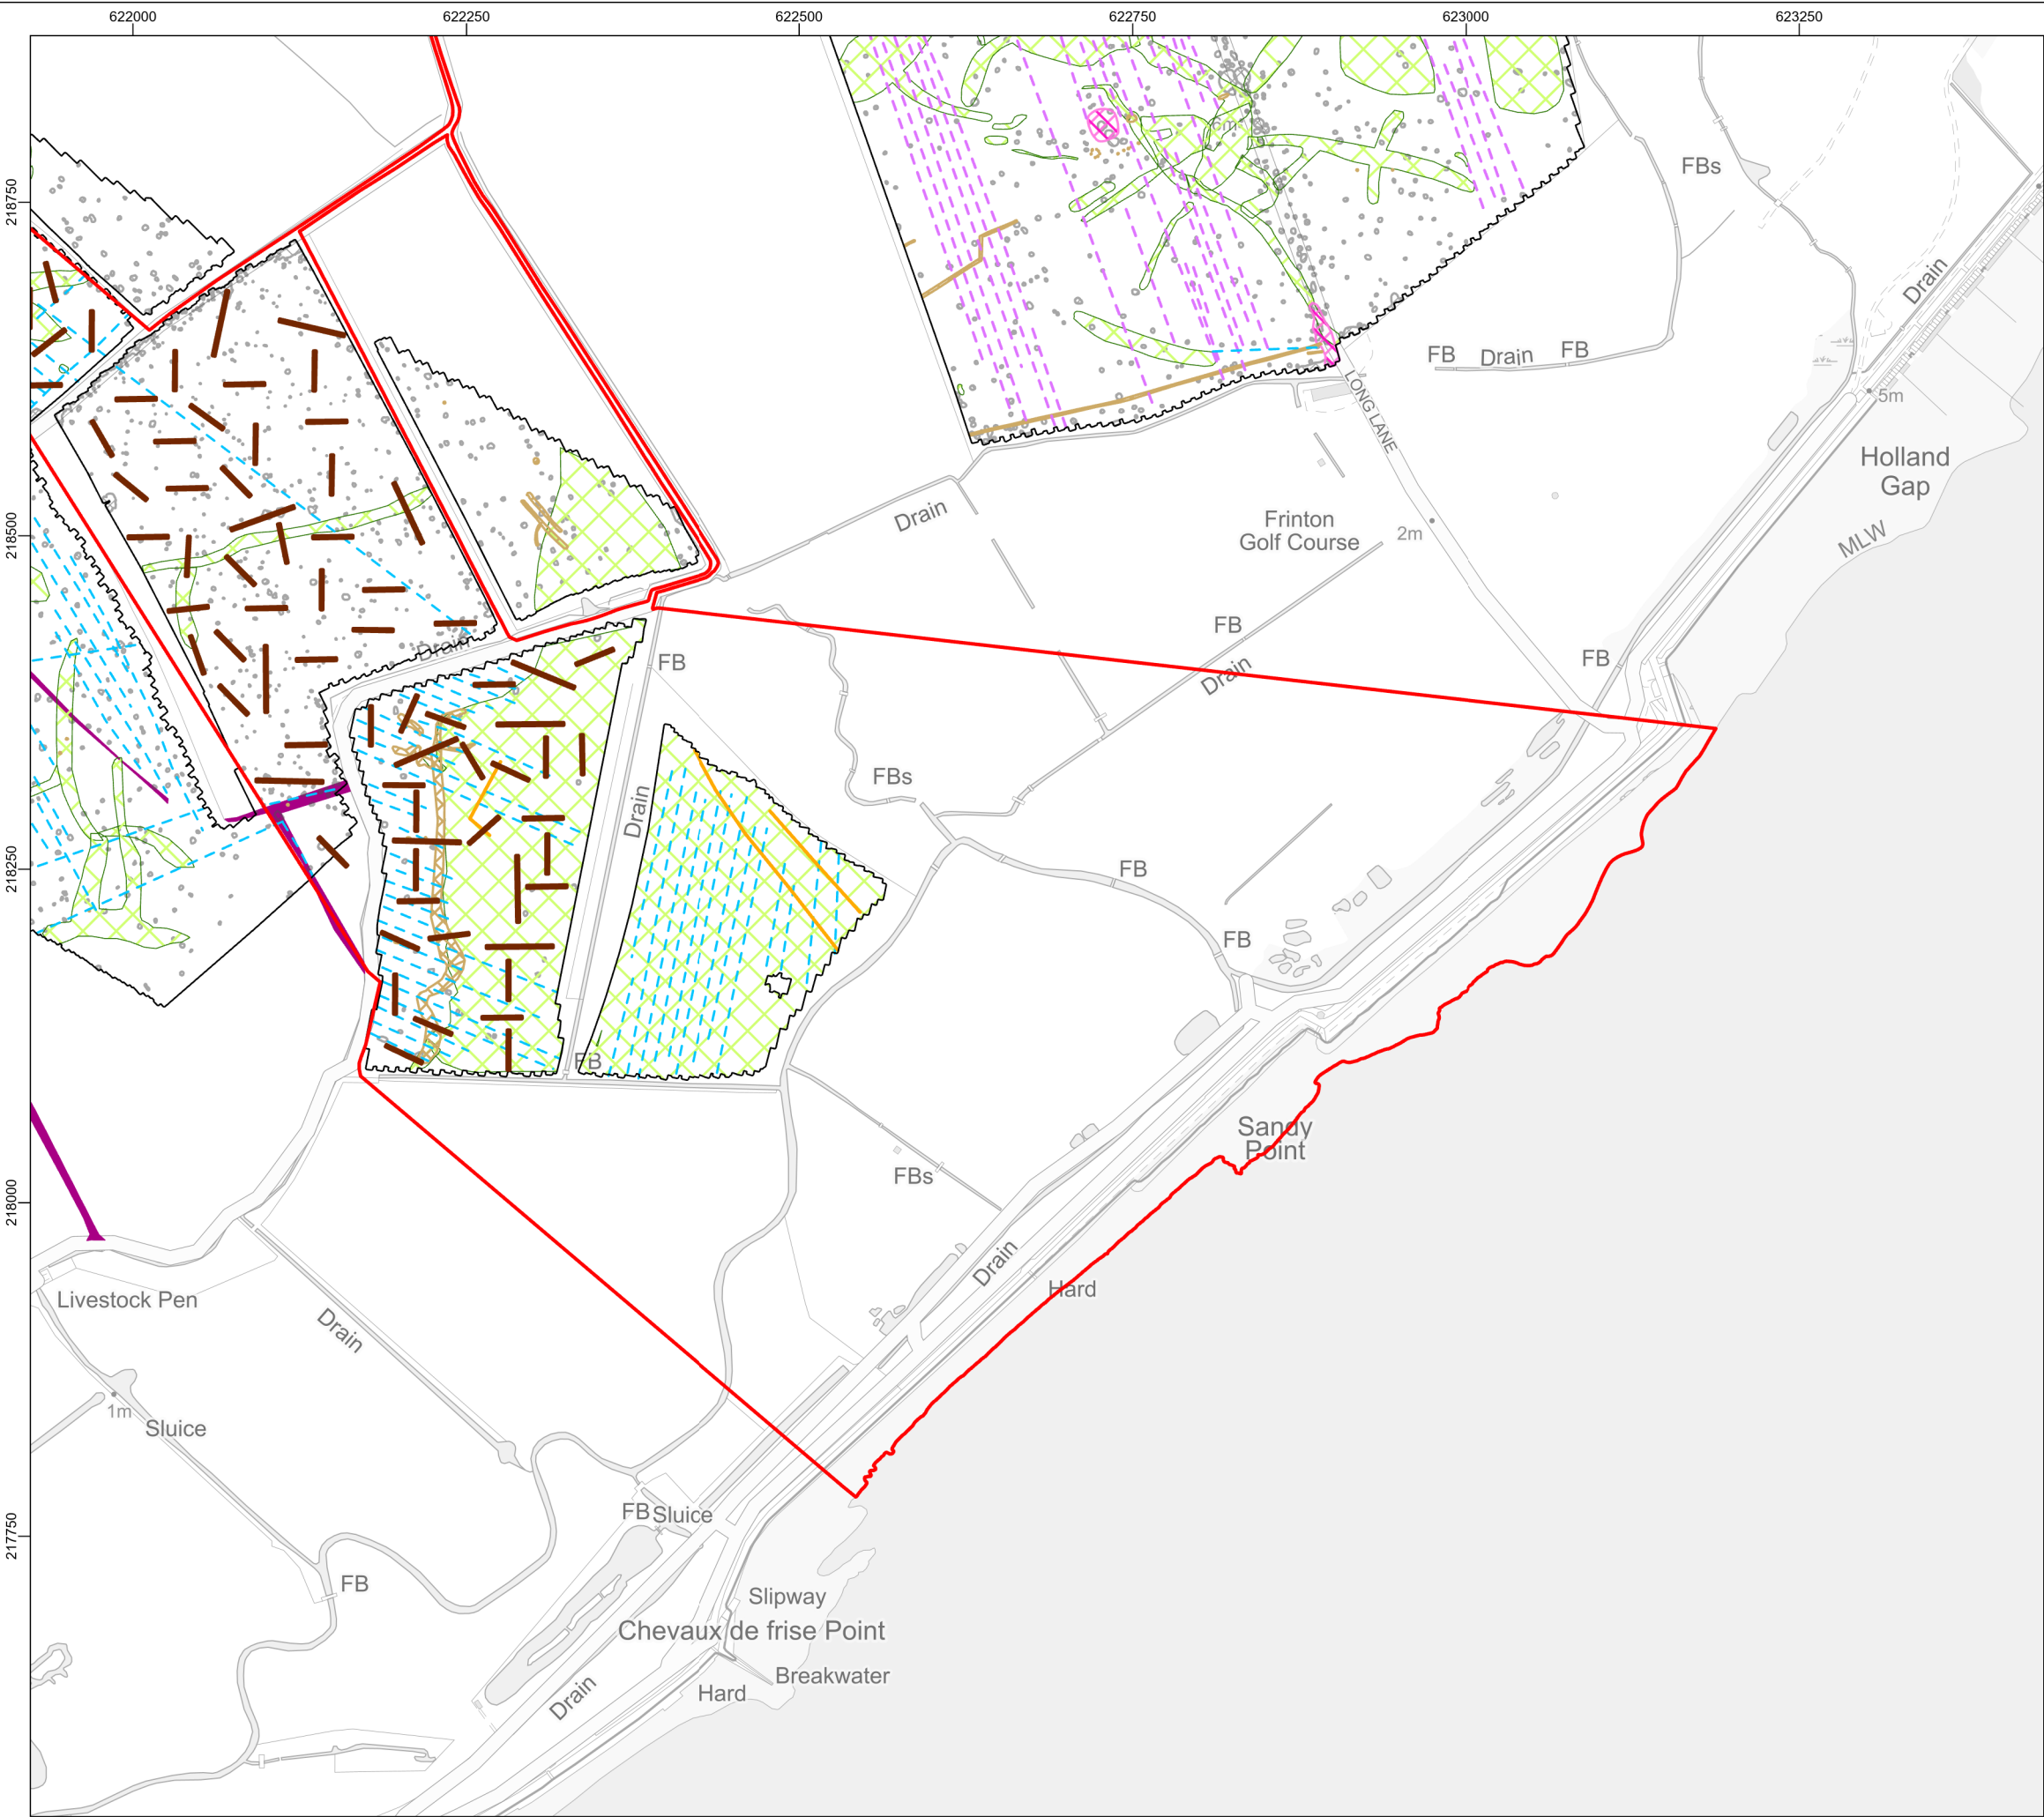 622000
622250
622500
622750
623000
623250
218750
218500
218250
218000
217750
6m
FBs
Drain
FB
Drain
FB
5m
LONG LANE
Holland
Gap
MLW
Frinton
Golf Course
2m
Drain
FB
Drain
FB
Drain
FB
Drain
FBs
FB
FB
FB
Sandy
Point
FBs
Drain
Hard
Livestock Pen
Drain
1m
Sluice
FB
Sluice
FB
Slipway
Chevaux de frise Point
Breakwater
Hard
Drain